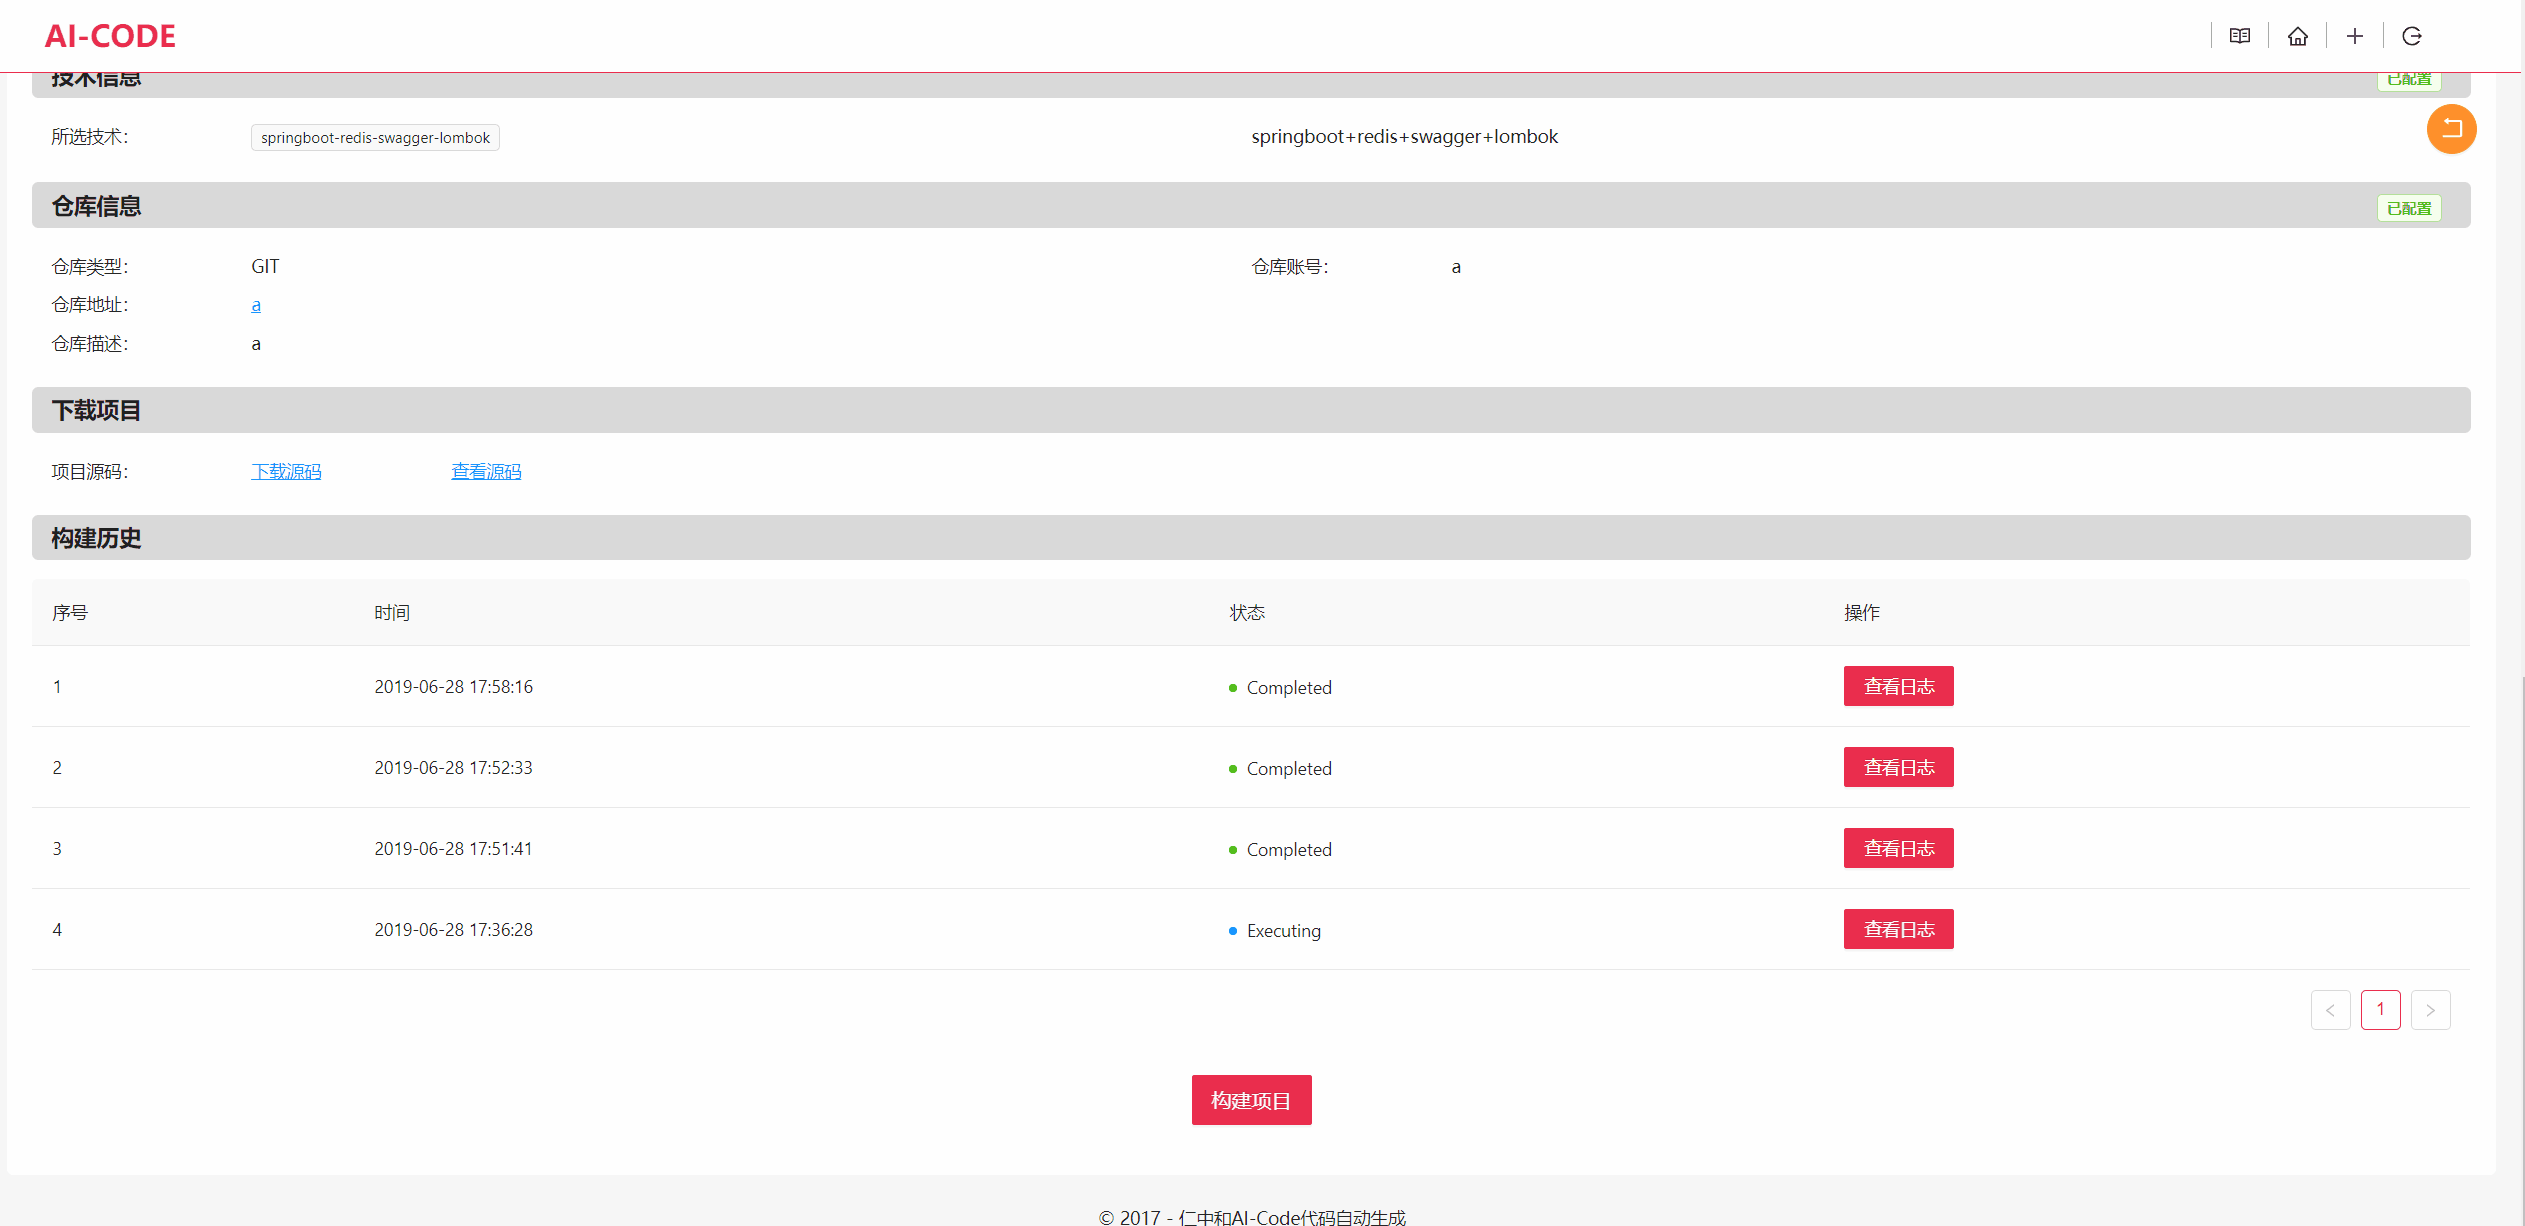 AI-CODE
技术信息 已配置
所选技术： springboot-redis-swagger-lombok springboot+redis+swagger+lombok
仓库信息 已配置
仓库类型： GIT 仓库账号： a
仓库地址： a
仓库描述： a
下载项目
项目源码： 下载源码 查看源码
构建历史
序号 时间 状态 操作
1 2019-06-28 17:58:16 Completed 查看日志
2 2019-06-28 17:52:33 Completed 查看日志
3 2019-06-28 17:51:41 Completed 查看日志
4 2019-06-28 17:36:28 Executing 查看日志
< 1 >
构建项目
© 2017 - 仁中和AI-Code代码自动生成